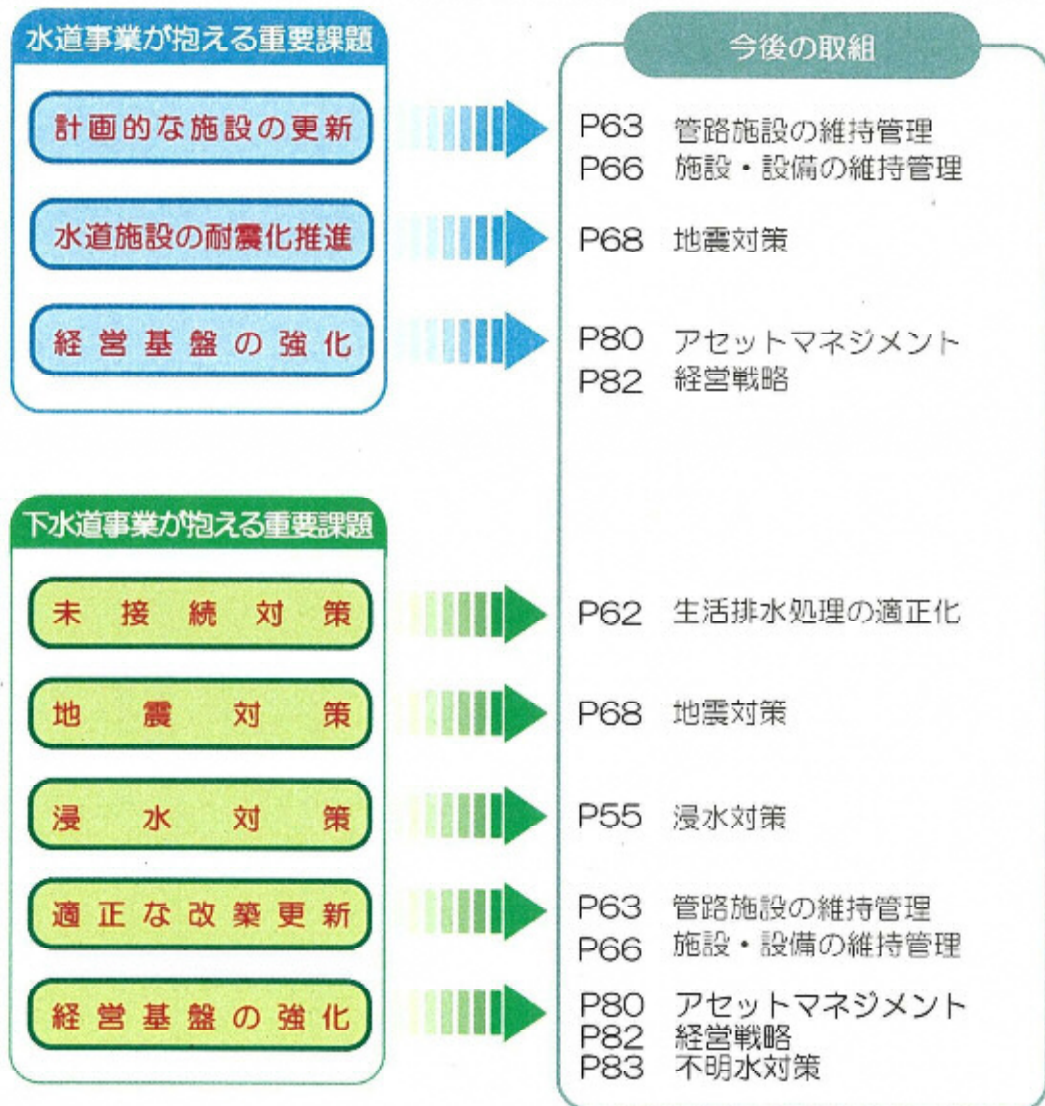 水道事業が抱える重要課題
今後の取組
計画的な施設の更新
P63 管路施設の維持管理
P66 施設・設備の維持管理
水道施設の耐震化推進
P68 地震対策
経営基盤の強化
P80 アセットマネジメント
P82 経営戦略
下水道事業が抱える重要課題
未接続対策
P62 生活排水処理の適正化
地震対策
P68 地震対策
浸水対策
P55 浸水対策
適正な改築更新
P63 管路施設の維持管理
P66 施設・設備の維持管理
経営基盤の強化
P80 アセットマネジメント
P82 経営戦略
P83 不明水対策